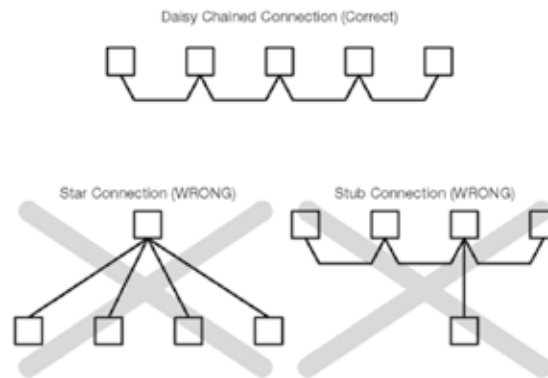 Daisy Chained Connection (Correct)
Star Connection (WRONG)
Stub Connection (WRONG)